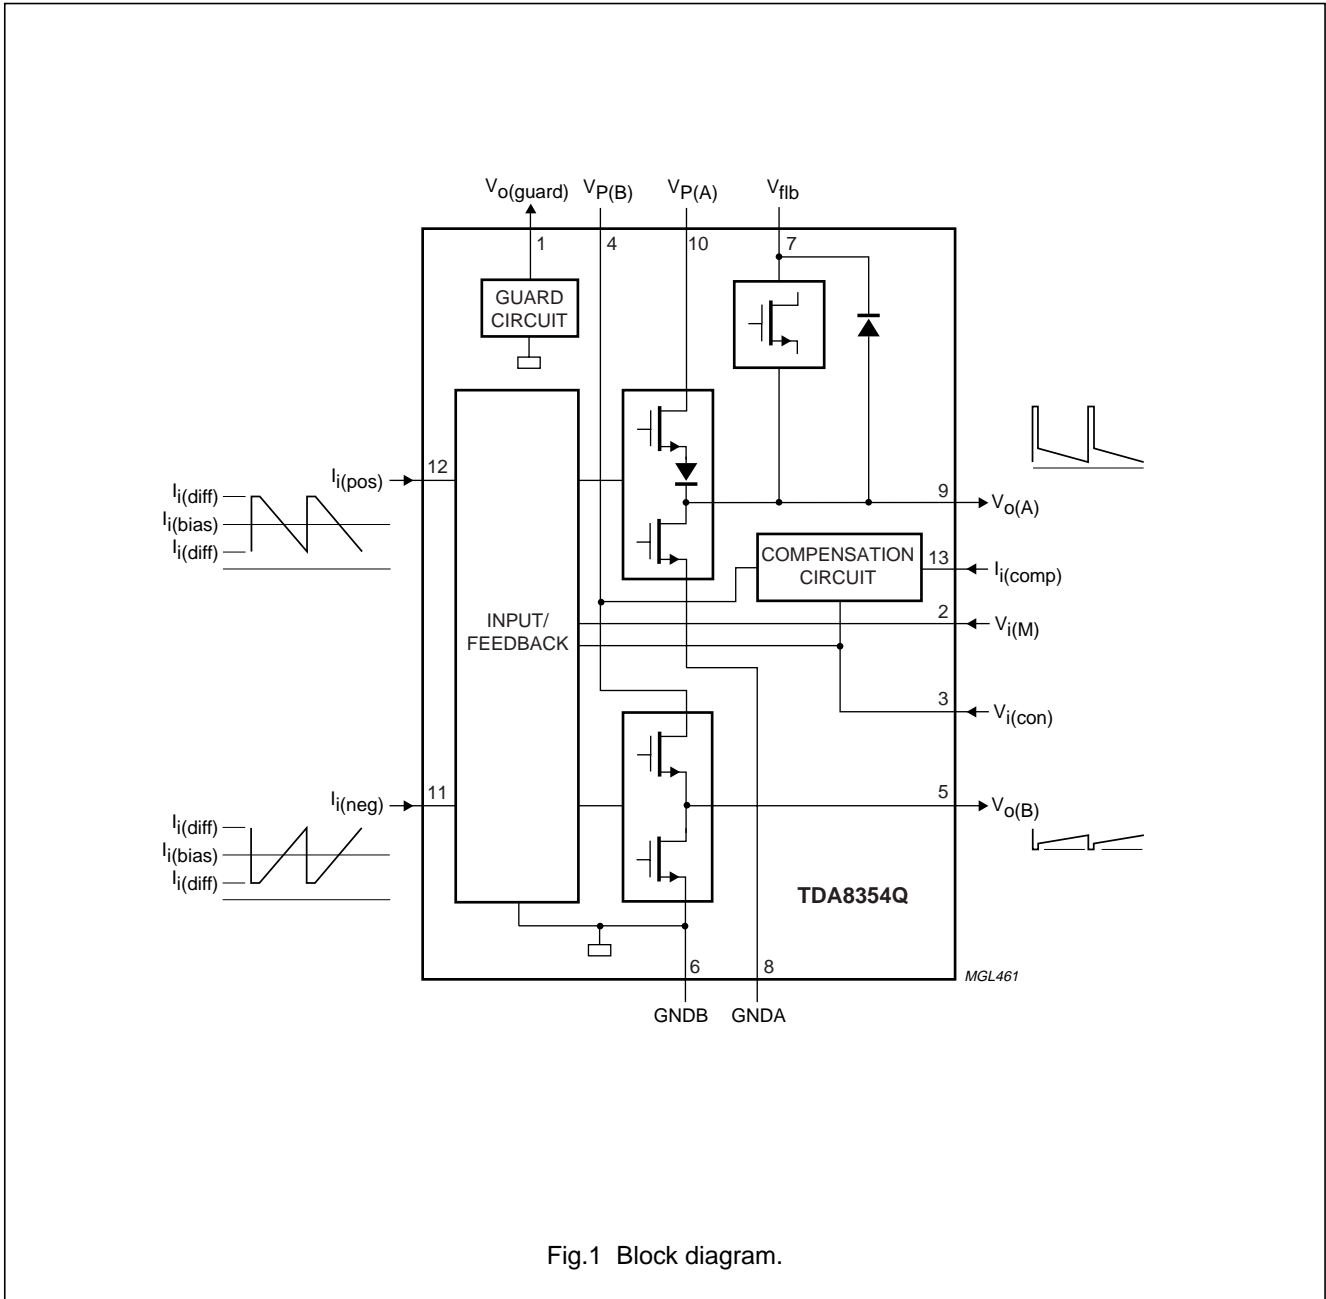 Vo(guard) VP(B) VP(A) Vflb
1 4 10 7
GUARD
CIRCUIT
12
Ii(pos)
Ii(diff)
Ii(bias)
Ii(diff)
9
Vo(A)
COMPENSATION
CIRCUIT
13
Ii(comp)
INPUT/
FEEDBACK
2
Vi(M)
3
Vi(con)
11
Ii(neg)
Ii(diff)
Ii(bias)
Ii(diff)
5
Vo(B)
TDA8354Q
6 8
MGL461
GNDB GNDA
Fig.1 Block diagram.